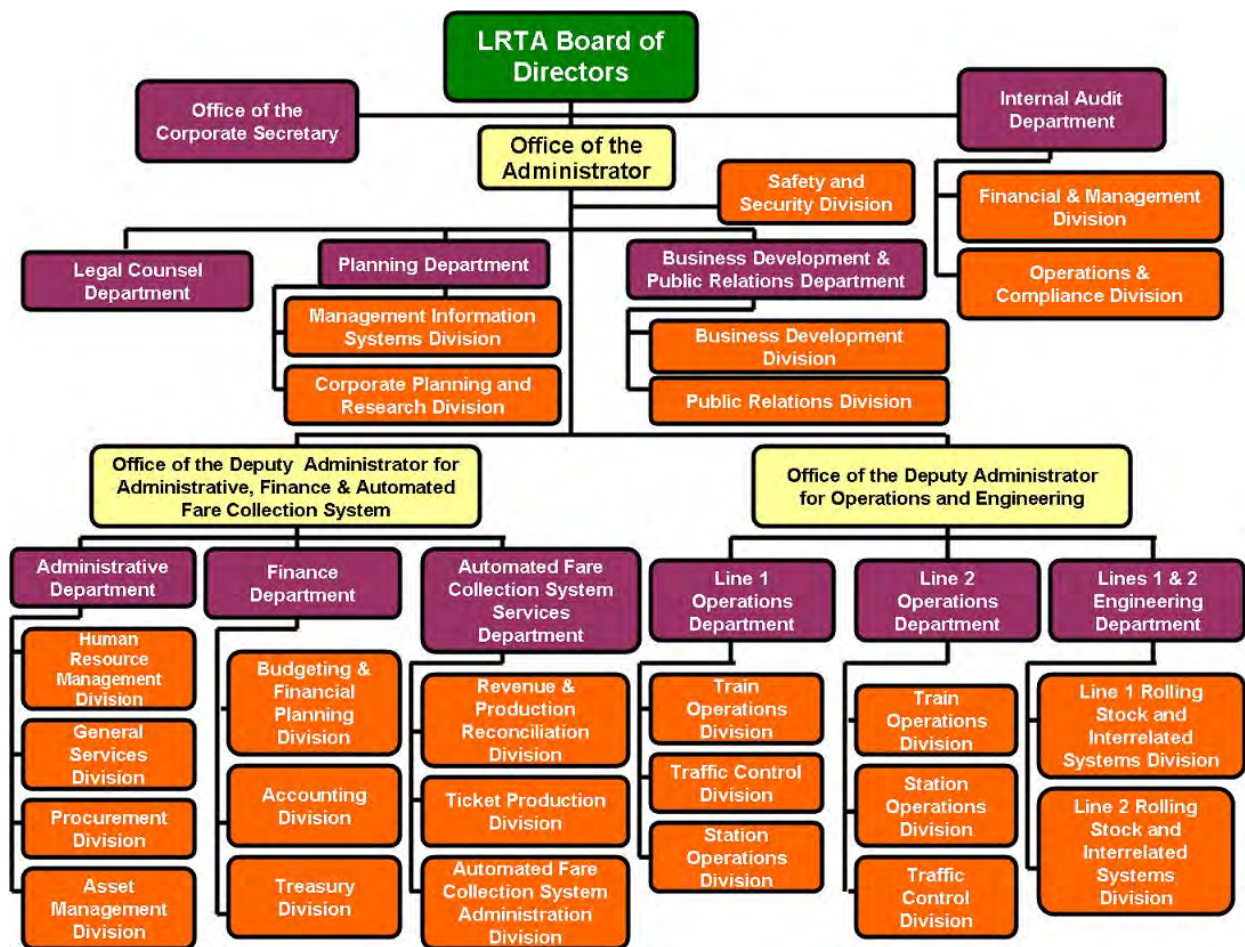 LRTA Board of
Directors
Office of the
Corporate Secretary
Internal Audit
Department
Office of the
Administrator
Safety and
Security Division
Financial & Management
Division
Operations &
Compliance Division
Legal Counsel
Department
Planning Department
Management Information
Systems Division
Corporate Planning and
Research Division
Business Development &
Public Relations Department
Business Development
Division
Public Relations Division
Office of the Deputy Administrator for
Administrative, Finance & Automated
Fare Collection System
Office of the Deputy Administrator
for Operations and Engineering
Administrative
Department
Human
Resource
Management
Division
General
Services
Division
Procurement
Division
Asset
Management
Division
Finance
Department
Budgeting &
Financial
Planning
Division
Accounting
Division
Treasury
Division
Automated Fare
Collection System
Services
Department
Revenue &
Production
Reconciliation
Division
Ticket Production
Division
Automated Fare
Collection System
Administration
Division
Line 1
Operations
Department
Train
Operations
Division
Traffic Control
Division
Station
Operations
Division
Line 2
Operations
Department
Train
Operations
Division
Station
Operations
Division
Traffic
Control
Division
Lines 1 & 2
Engineering
Department
Line 1 Rolling
Stock and
Interrelated
Systems Division
Line 2 Rolling
Stock and
Interrelated
Systems
Division